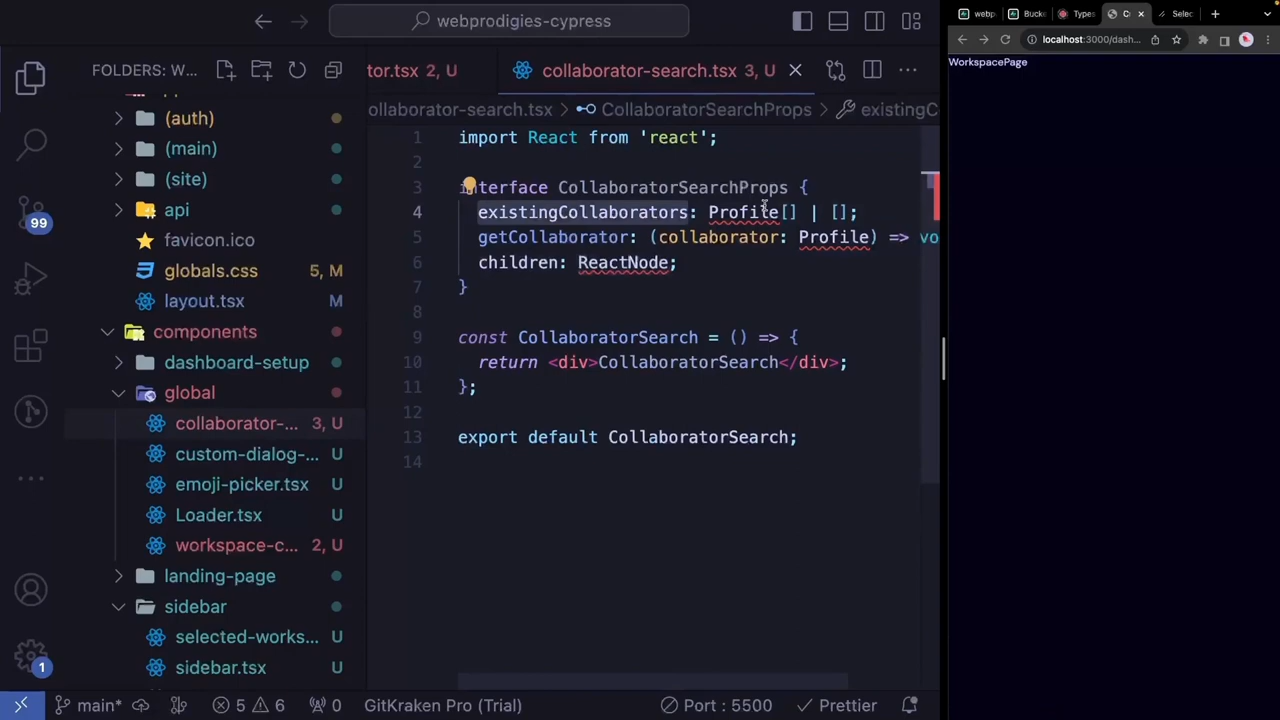 webprodigies-cypress
webp
Bucke
Types
Co
Selec
localhost:3000/dash...
WorkspacePage
FOLDERS: W...
tor.tsx 2, U
collaborator-search.tsx 3, U
ollaborator-search.tsx > CollaboratorSearchProps > existingC
(auth)
(main)
(site)
api
favicon.ico
globals.css 5, M
layout.tsx M
components
dashboard-setup
global
collaborator-... 3, U
custom-dialog-... U
emoji-picker.tsx U
Loader.tsx U
workspace-c... 2, U
landing-page
sidebar
selected-works... U
sidebar.tsx U
99
1
1 import React from 'react';
2
3 interface CollaboratorSearchProps {
4 existingCollaborators: Profile[] | [];
5 getCollaborator: (collaborator: Profile) => vo
6 children: ReactNode;
7 }
8
9 const CollaboratorSearch = () => {
10 return <div>CollaboratorSearch</div>;
11 };
12
13 export default CollaboratorSearch;
14
main* 5 6 0 GitKraken Pro (Trial) Port : 5500 Prettier